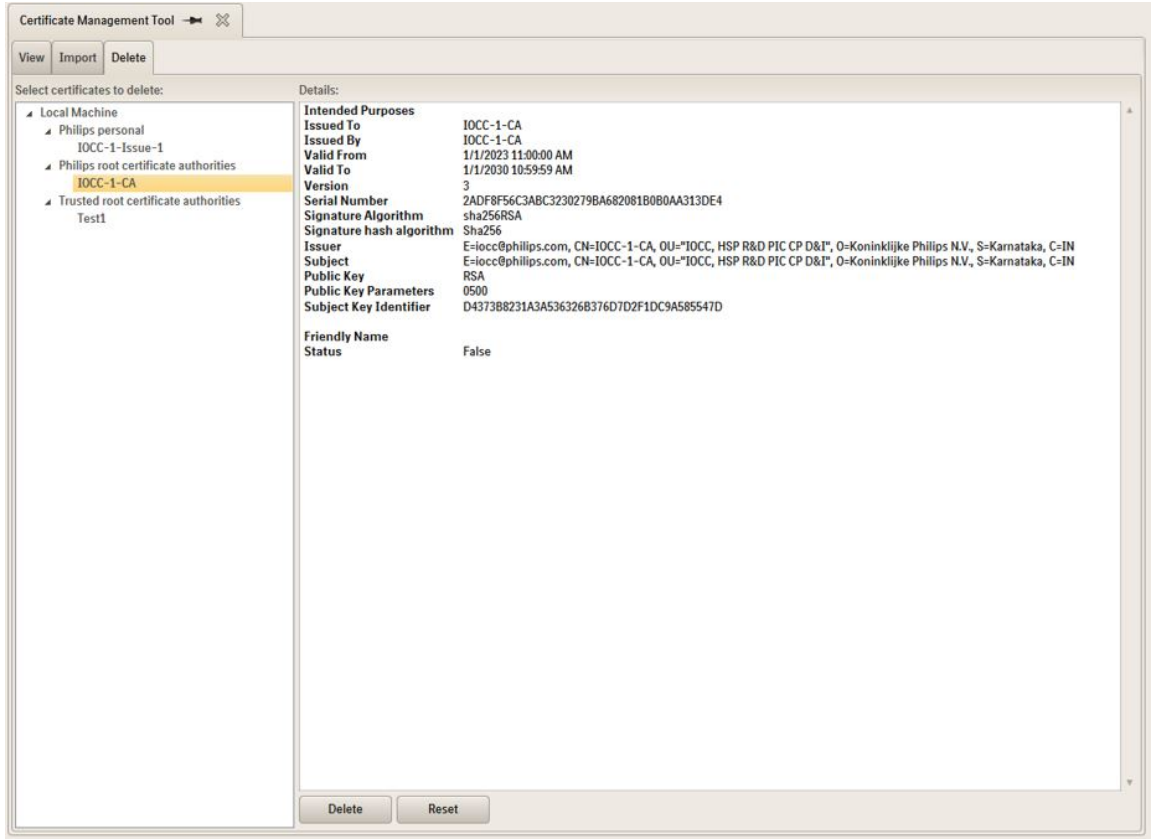 Certificate Management Tool
View Import Delete
Select certificates to delete:
Details:
Local Machine
Philips personal
IOCC-1-Issue-1
Philips root certificate authorities
IOCC-1-CA
Trusted root certificate authorities
Test1
Intended Purposes
Issued To IOCC-1-CA
Issued By IOCC-1-CA
Valid From 1/1/2023 11:00:00 AM
Valid To 1/1/2030 10:59:59 AM
Version 3
Serial Number 2ADF8F56C3ABC3230279BA682081B0B0AA313DE4
Signature Algorithm sha256RSA
Signature hash algorithm Sha256
Issuer E=iocc@philips.com, CN=IOCC-1-CA, OU="IOCC, HSP R&D PIC CP D&I", O=Koninklijke Philips N.V., S=Karnataka, C=IN
Subject E=iocc@philips.com, CN=IOCC-1-CA, OU="IOCC, HSP R&D PIC CP D&I", O=Koninklijke Philips N.V., S=Karnataka, C=IN
Public Key RSA
Public Key Parameters 0500
Subject Key Identifier D4373B8231A3A536326B376D7D2F1DC9A585547D
Friendly Name
Status False
Delete Reset